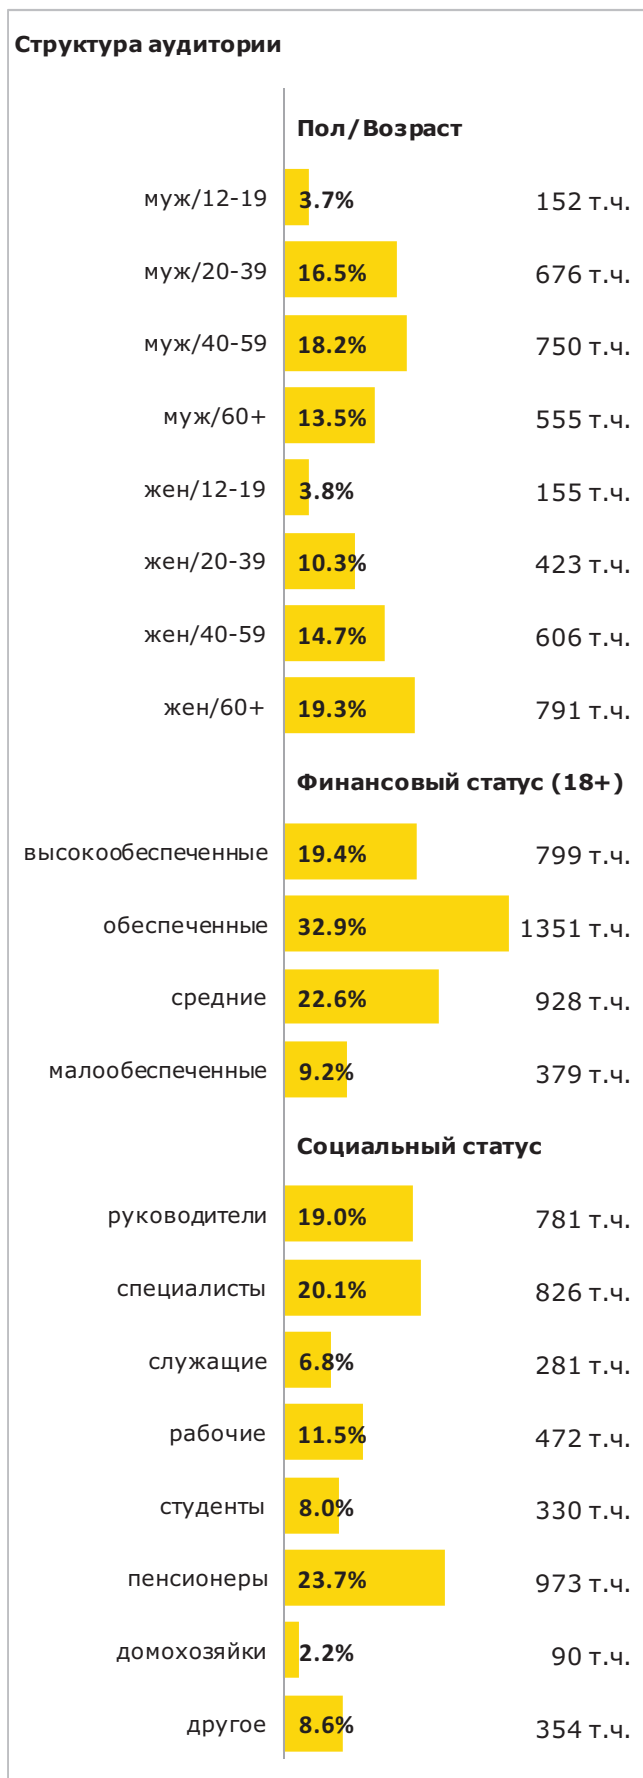 Структура аудитории
Пол/Возраст
муж/12-19 3.7% 152 т.ч.
муж/20-39 16.5% 676 т.ч.
муж/40-59 18.2% 750 т.ч.
муж/60+ 13.5% 555 т.ч.
жен/12-19 3.8% 155 т.ч.
жен/20-39 10.3% 423 т.ч.
жен/40-59 14.7% 606 т.ч.
жен/60+ 19.3% 791 т.ч.
Финансовый статус (18+)
высокообеспеченные 19.4% 799 т.ч.
обеспеченные 32.9% 1351 т.ч.
средние 22.6% 928 т.ч.
малообеспеченные 9.2% 379 т.ч.
Социальный статус
руководители 19.0% 781 т.ч.
специалисты 20.1% 826 т.ч.
служащие 6.8% 281 т.ч.
рабочие 11.5% 472 т.ч.
студенты 8.0% 330 т.ч.
пенсионеры 23.7% 973 т.ч.
домохозяйки 2.2% 90 т.ч.
другое 8.6% 354 т.ч.